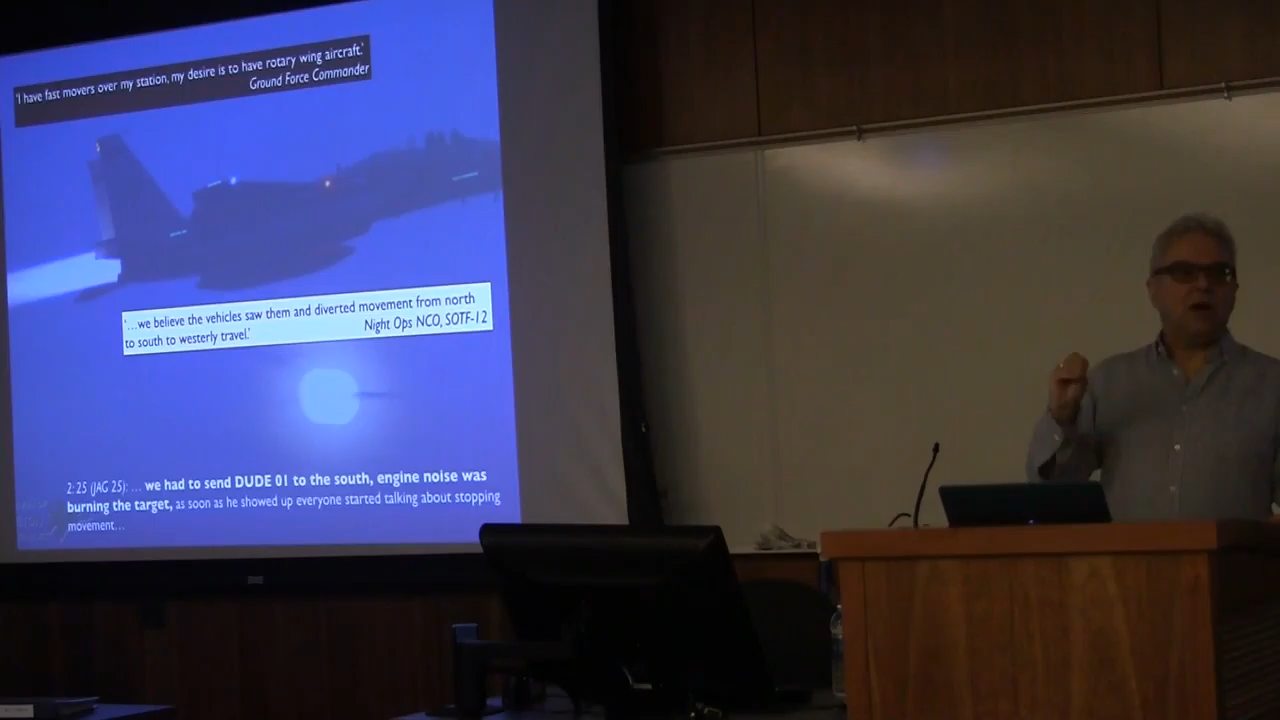 'I have fast movers over my station, my desire is to have rotary wing aircraft.'
Ground Force Commander
'…we believe the vehicles saw them and diverted movement from north
to south to westerly travel.' Night Ops NCO, SOTF-12
2:25 (JAG 25): … we had to send DUDE 01 to the south, engine noise was
burning the target, as soon as he showed up everyone started talking about stopping
movement…